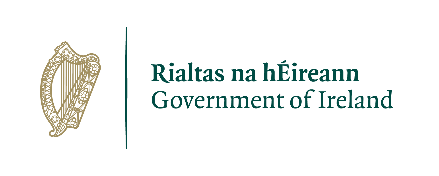 Rialtas na hÉireann
Government of Ireland